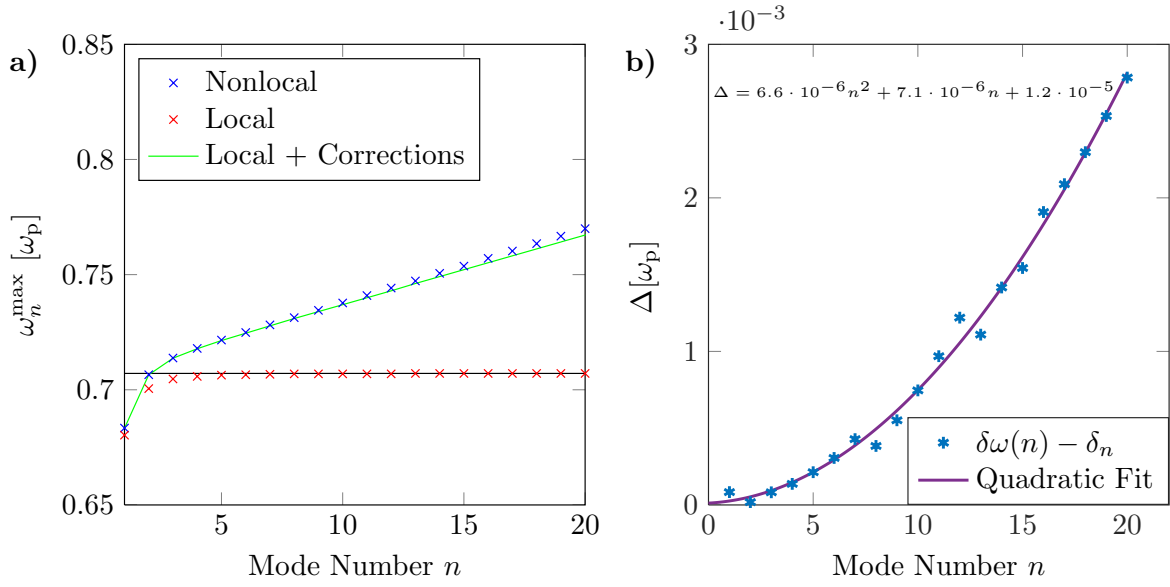 a)
0.85
0.8
0.75
0.7
0.65
ω_n^max [ω_p]
Nonlocal
Local
Local + Corrections
5 10 15 20
Mode Number n
b)
·10^−3
3
2
1
0
Δ[ω_p]
Δ = 6.6 · 10^−6 n^2 + 7.1 · 10^−6 n + 1.2 · 10^−5
δω(n) − δ_n
Quadratic Fit
0 5 10 15 20
Mode Number n